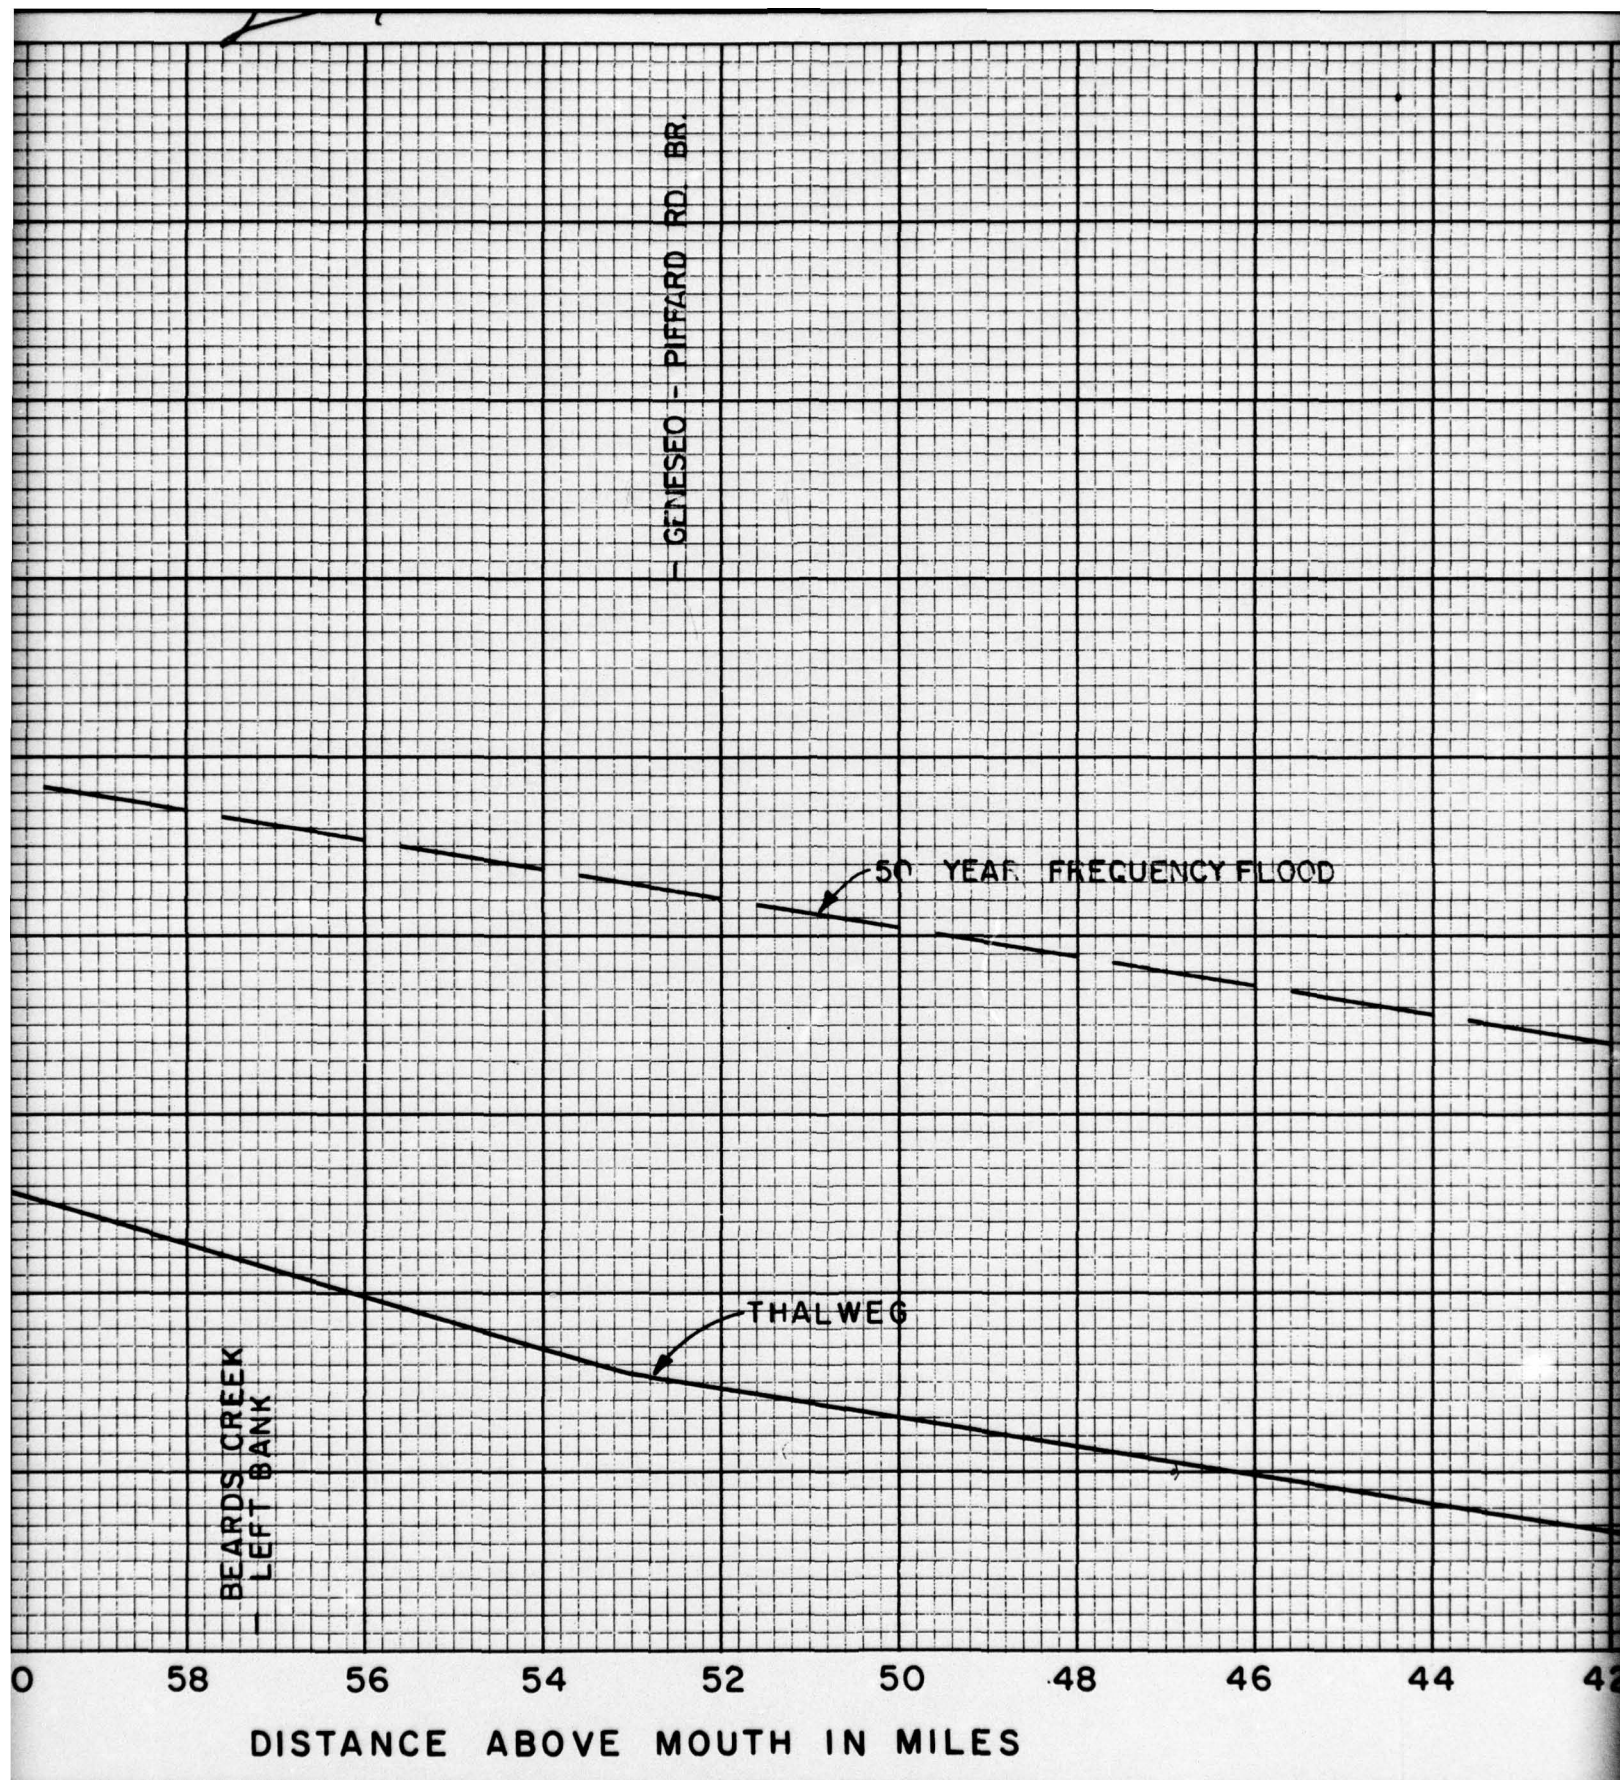 GENESEO - PIFFARD RD. BR.
50 YEAR FREQUENCY FLOOD
THALWEG
BEARDS CREEK
LEFT BANK
58 56 54 52 50 48 46 44 42
DISTANCE ABOVE MOUTH IN MILES